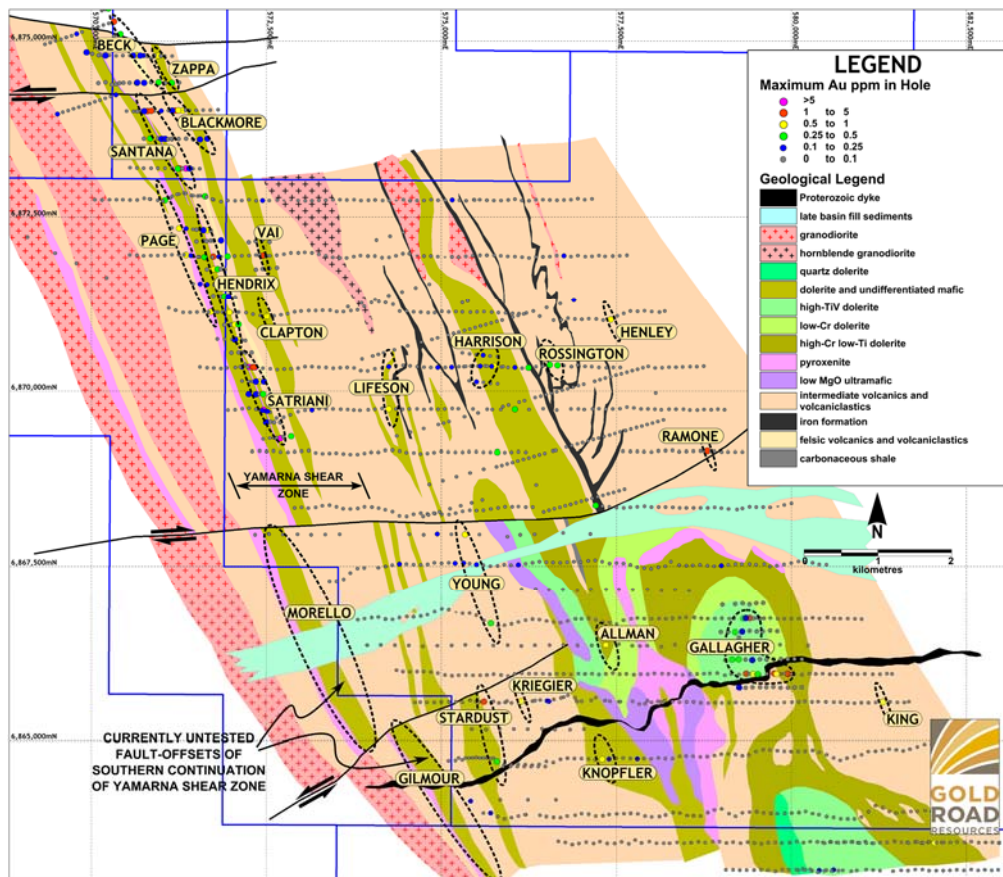 570,000mE
572,500mE
575,000mE
577,500mE
580,000mE
582,500mE
6,875,000mN
6,872,500mN
6,870,000mN
6,867,500mN
6,865,000mN
BECK
ZAPPA
BLACKMORE
SANTANA
PAGE
VAI
HENDRIX
CLAPTON
HENLEY
HARRISON
ROSSINGTON
LIFESON
SATRIANI
RAMONE
YAMARNA SHEAR
ZONE
YOUNG
MORELLO
ALLMAN
GALLAGHER
KRIEGIER
STARDUST
KING
CURRENTLY UNTESTED
FAULT-OFFSETS OF
SOUTHERN CONTINUATION
OF YAMARNA SHEAR ZONE
GILMOUR
KNOPFLER
LEGEND
Maximum Au ppm in Hole
>5
1 to 5
0.5 to 1
0.25 to 0.5
0.1 to 0.25
0 to 0.1
Geological Legend
Proterozoic dyke
late basin fill sediments
granodiorite
hornblende granodiorite
quartz dolerite
dolerite and undifferentiated mafic
high-TiV dolerite
low-Cr dolerite
high-Cr low-Ti dolerite
pyroxenite
low MgO ultramafic
intermediate volcanics and
volcaniclastics
iron formation
felsic volcanics and volcaniclastics
carbonaceous shale
N
0 1 2
kilometres
GOLD
ROAD
RESOURCES